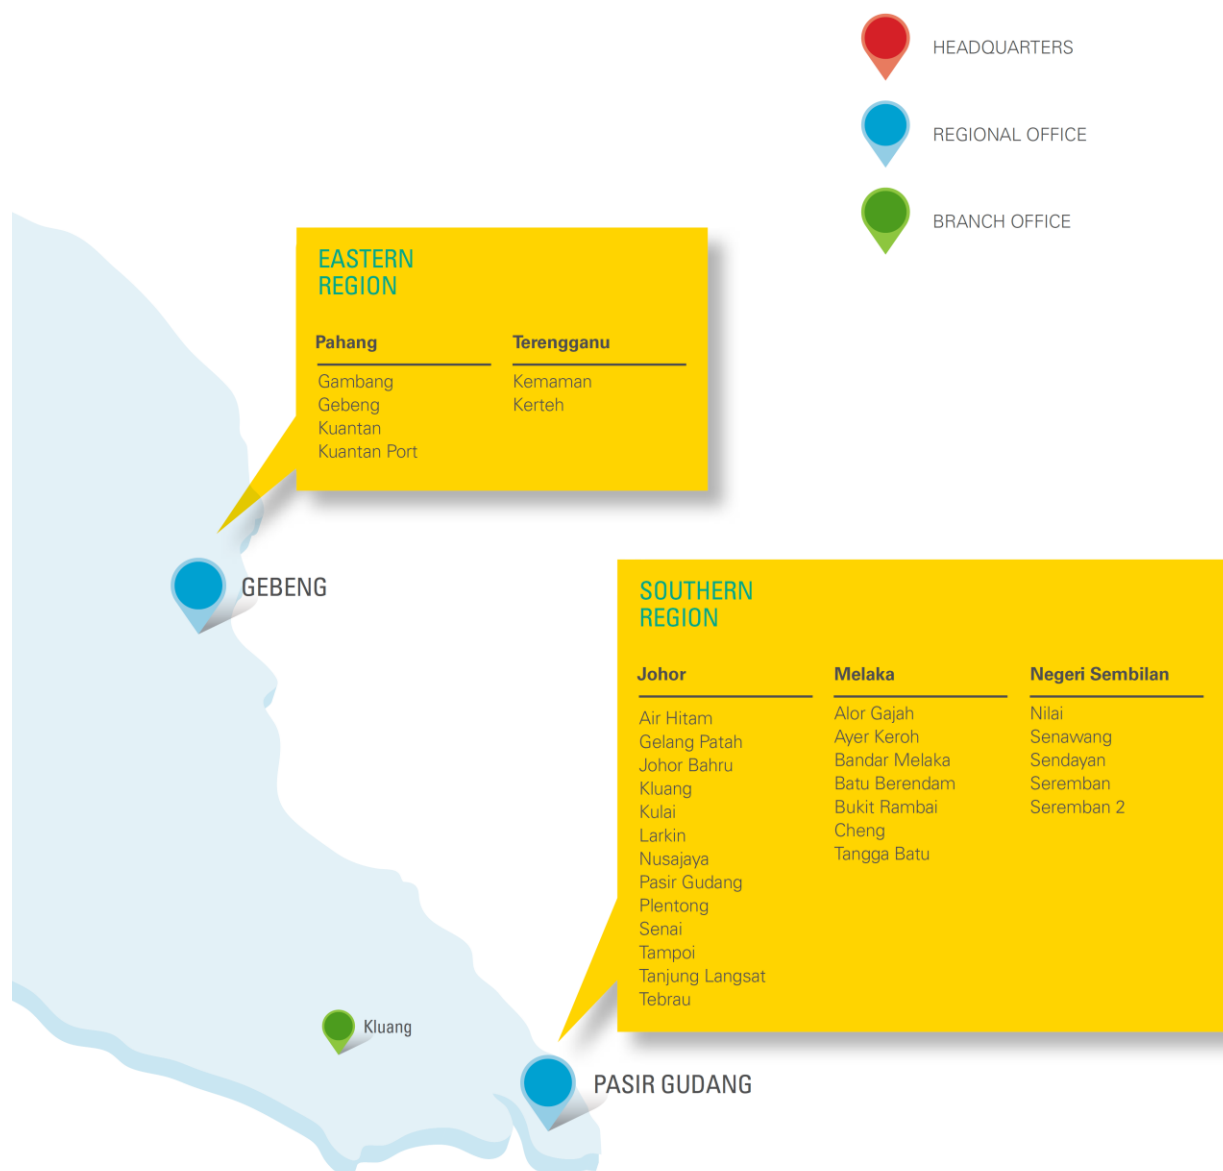 HEADQUARTERS
REGIONAL OFFICE
BRANCH OFFICE
EASTERN
REGION
Pahang
Gambang
Gebeng
Kuantan
Kuantan Port
Terengganu
Kemaman
Kerteh
GEBENG
SOUTHERN
REGION
Johor
Air Hitam
Gelang Patah
Johor Bahru
Kluang
Kulai
Larkin
Nusajaya
Pasir Gudang
Plentong
Senai
Tampoi
Tanjung Langsat
Tebrau
Melaka
Alor Gajah
Ayer Keroh
Bandar Melaka
Batu Berendam
Bukit Rambai
Cheng
Tangga Batu
Negeri Sembilan
Nilai
Senawang
Sendayan
Seremban
Seremban 2
Kluang
PASIR GUDANG